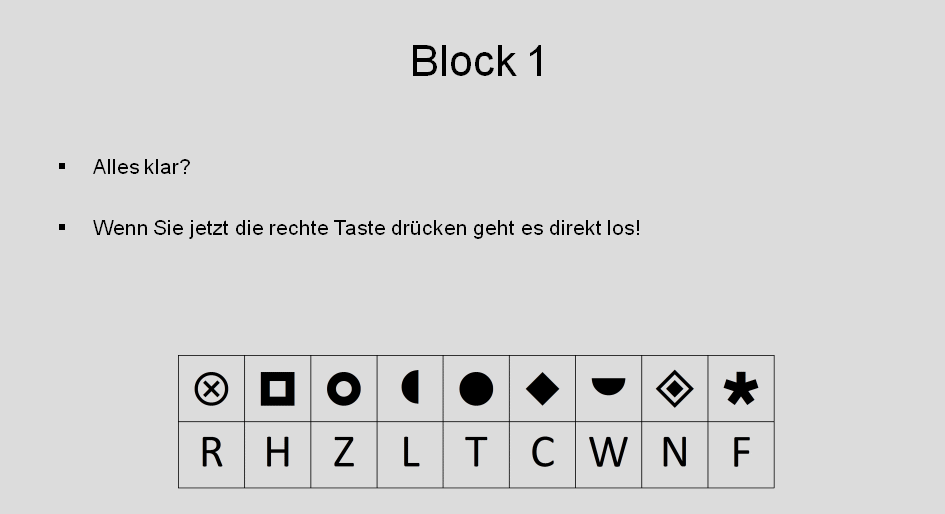 Block 1
Alles klar?
Wenn Sie jetzt die rechte Taste drücken geht es direkt los!
R H Z L T C W N F